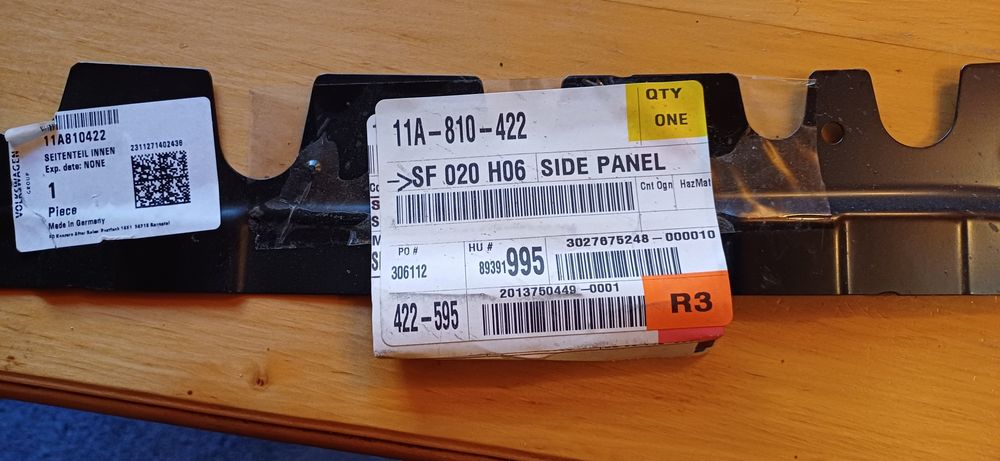 11A810422
SEITENTEIL INNEN
Exp. date: NONE
2311271402436
1
Piece
Made in Germany
VOLKSWAGEN
GROUP
11A-810-422
QTY
ONE
->SF 020 H06 SIDE PANEL
Cnt Ogn HazMat
PO #
306112
HU #
89391995
3027675248-000010
2013750449-0001
422-595
R3